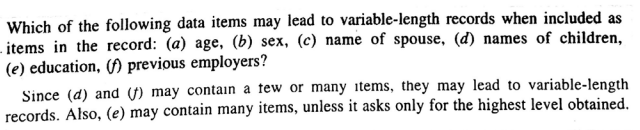 Which of the following data items may lead to variable-length records when included as
items in the record: (a) age, (b) sex, (c) name of spouse, (d) names of children,
(e) education, (f) previous employers?
Since (d) and (f) may contain a few or many items, they may lead to variable-length
records. Also, (e) may contain many items, unless it asks only for the highest level obtained.